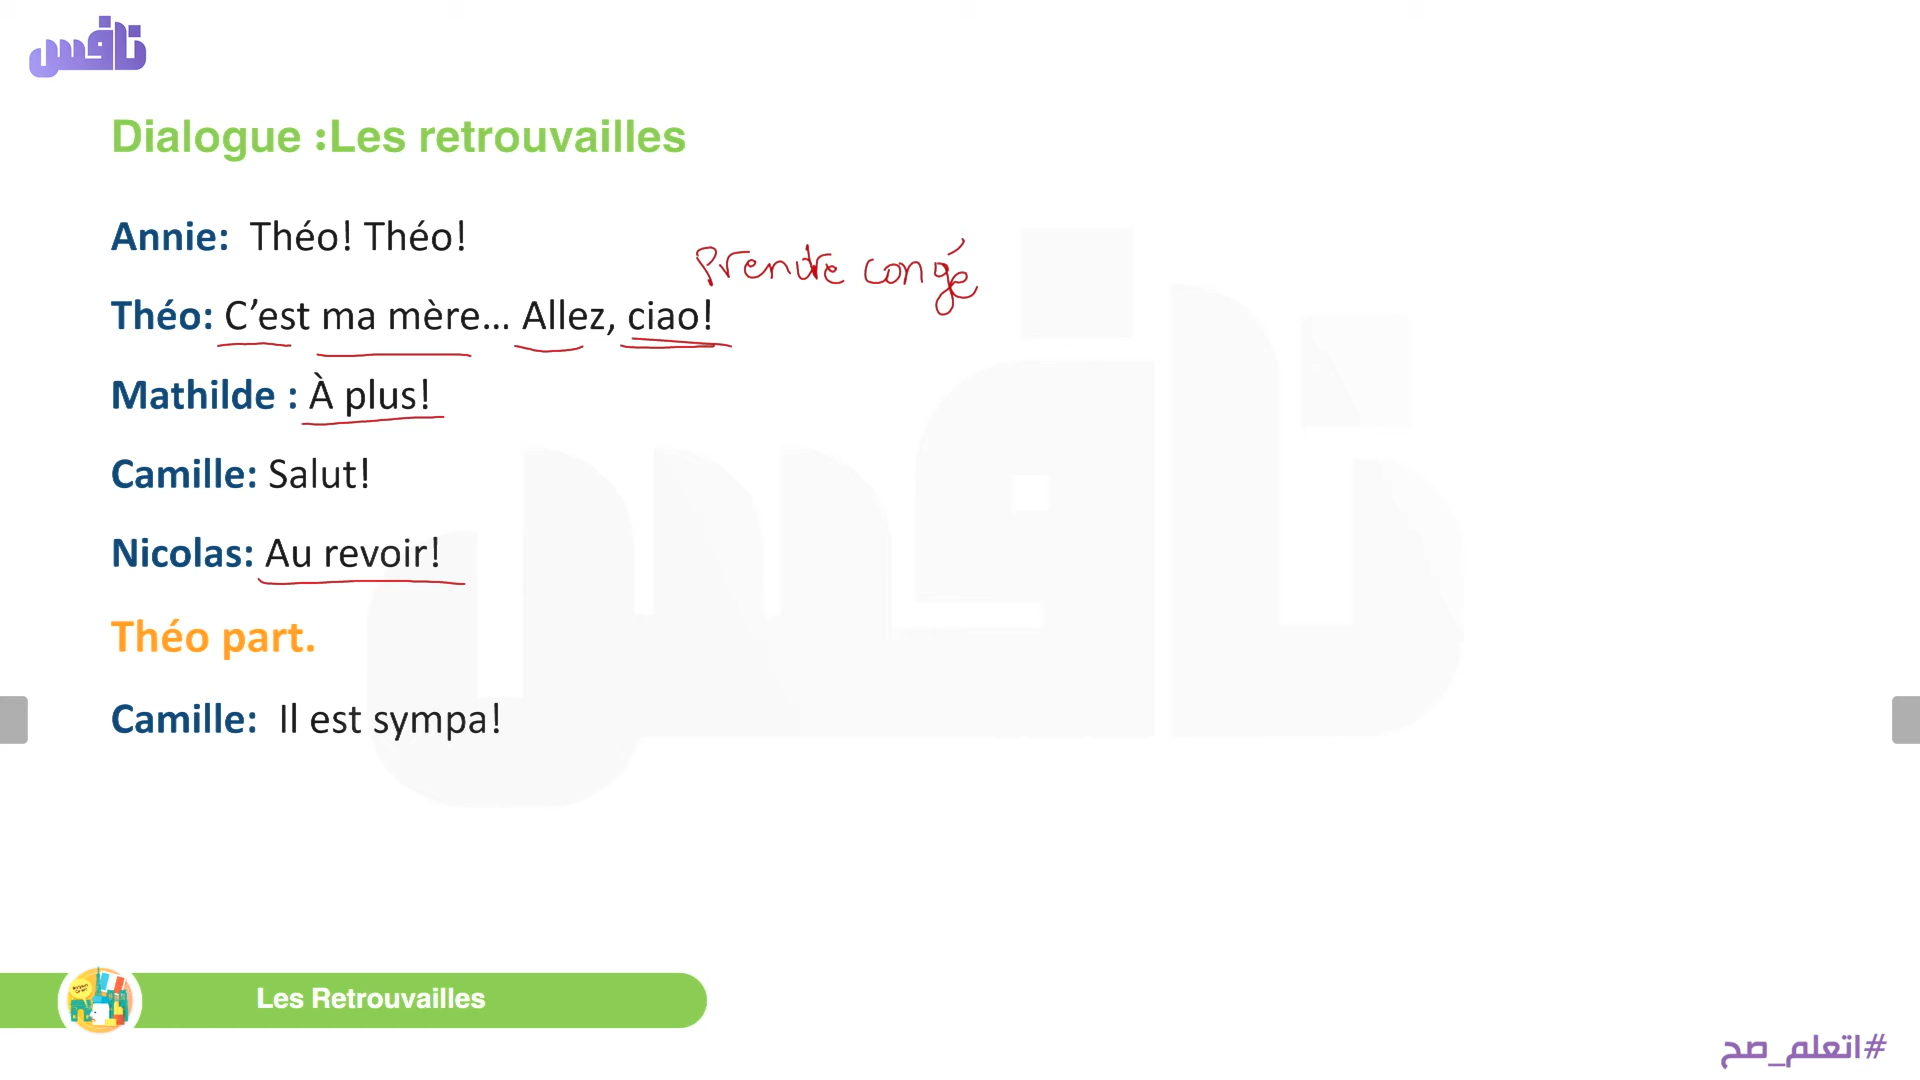 نافس
Dialogue :Les retrouvailles
Annie: Théo! Théo!
Prendre congé
Théo: C’est ma mère... Allez, ciao!
Mathilde : À plus!
Camille: Salut!
Nicolas: Au revoir!
Théo part.
Camille: Il est sympa!
Les Retrouvailles
#اتعلم_صح